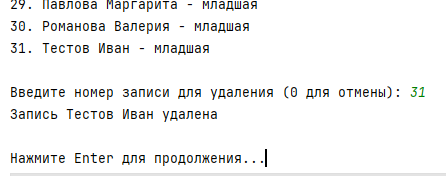 29. Павлова Маргарита - младшая
30. Романова Валерия - младшая
31. Тестов Иван - младшая
Введите номер записи для удаления (0 для отмены): 31
Запись Тестов Иван удалена
Нажмите Enter для продолжения...